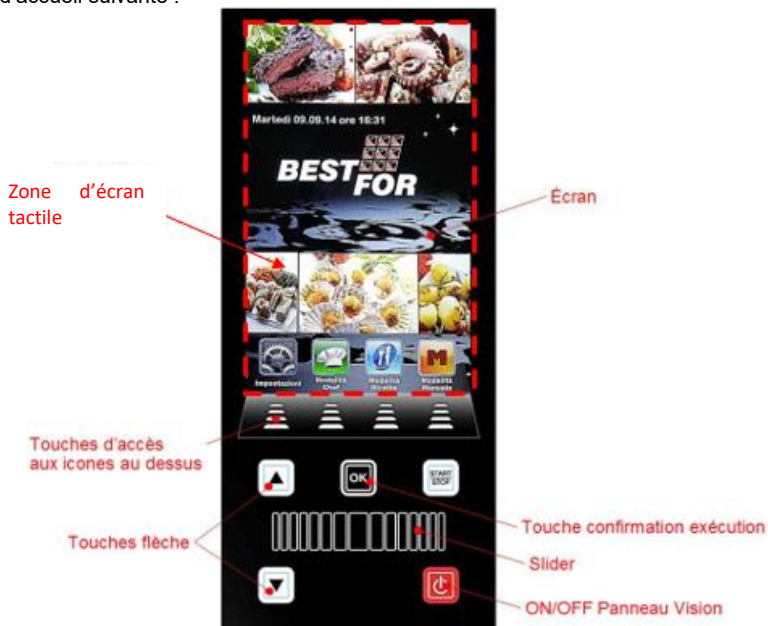 d'accueil suivante :
Martedì 09.09.14 ore 16:31
BEST
FOR
Zone d'écran
tactile
Écran
Impostazioni
Modalità
Chef
Modalità
Ricette
M
Modalità
Manuale
Touches d'accès
aux icones au dessus
OK
START
STOP
Touche confirmation exécution
Touches flèche
Slider
ON/OFF Panneau Vision